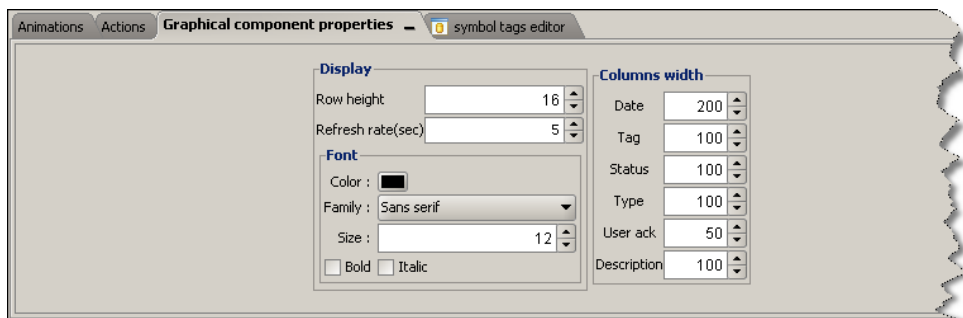 Animations Actions Graphical component properties symbol tags editor
Display
Row height 16
Refresh rate(sec) 5
Font
Color :
Family : Sans serif
Size : 12
Bold Italic
Columns width
Date 200
Tag 100
Status 100
Type 100
User ack 50
Description 100